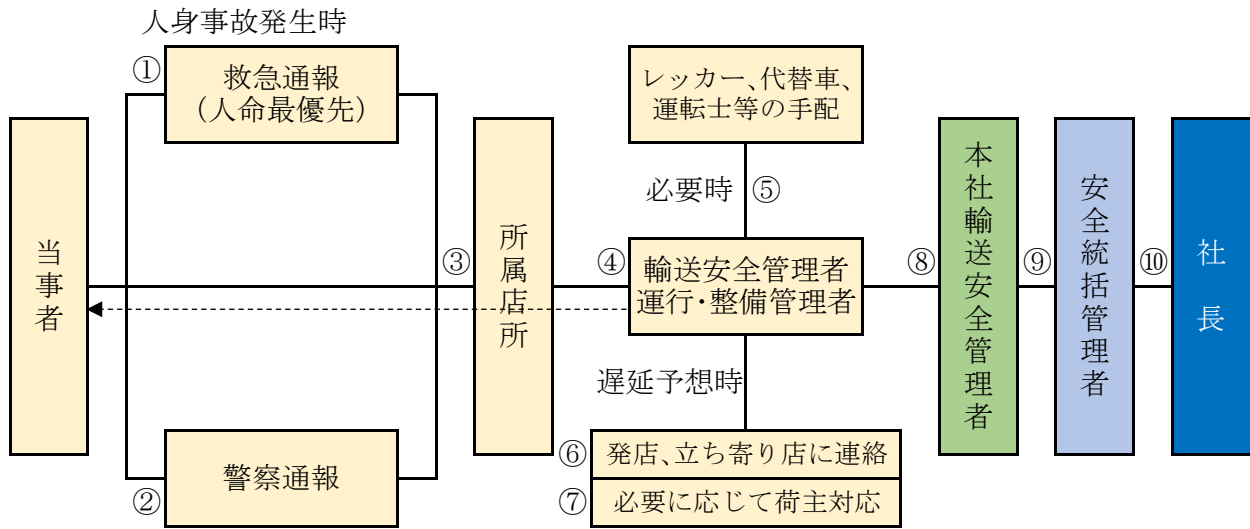 人身事故発生時
①
救急通報
(人命最優先)
②
警察通報
当事者
③
所属店所
④
輸送安全管理者
運行・整備管理者
レッカー、代替車、
運転士等の手配
必要時
⑤
遅延予想時
⑥
発店、立ち寄り店に連絡
⑦
必要に応じて荷主対応
⑧
本社輸送安全管理者
⑨
安全統括管理者
⑩
社長